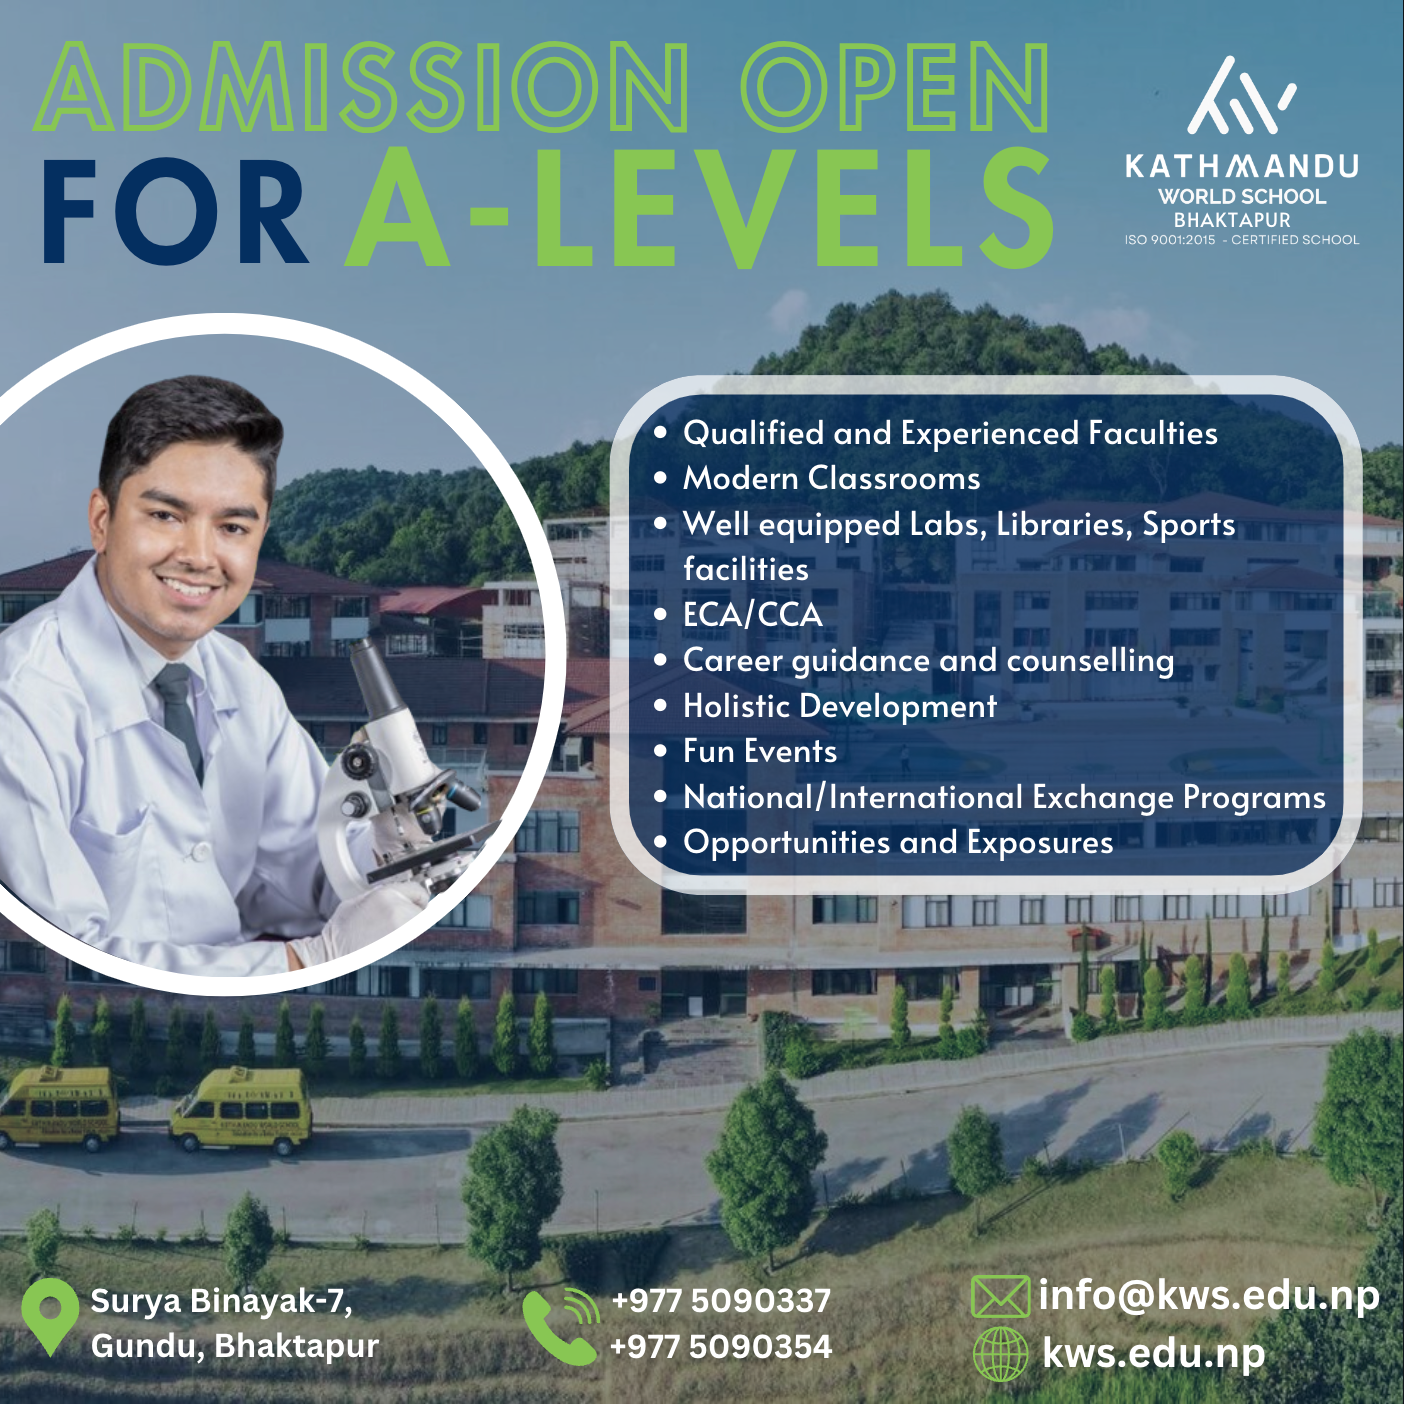 ADMISSION OPEN
FOR A-LEVELS
KATHMANDU
WORLD SCHOOL
BHAKTAPUR
ISO 9001:2015 - CERTIFIED SCHOOL
• Qualified and Experienced Faculties
• Modern Classrooms
• Well equipped Labs, Libraries, Sports
facilities
• ECA/CCA
• Career guidance and counselling
• Holistic Development
• Fun Events
• National/International Exchange Programs
• Opportunities and Exposures
Surya Binayak-7,
Gundu, Bhaktapur
+977 5090337
+977 5090354
info@kws.edu.np
kws.edu.np